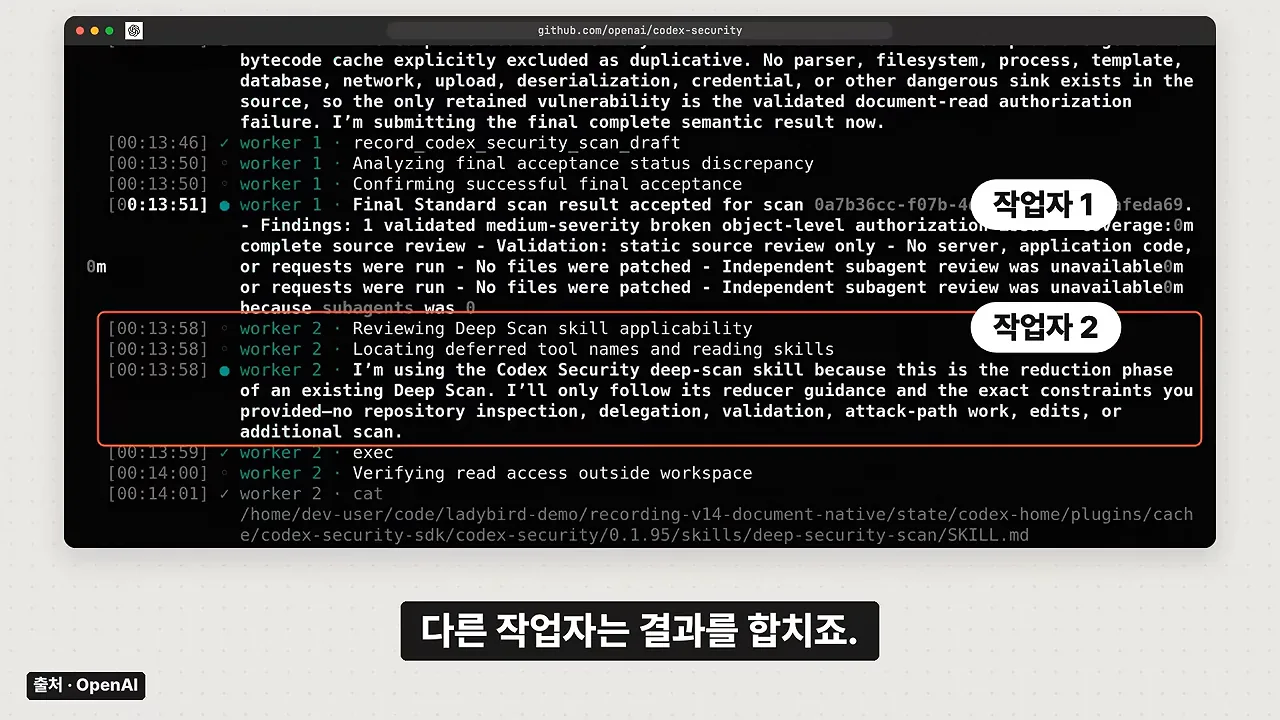 github.com/openai/codex-security
bytecode cache explicitly excluded as duplicative. No parser, filesystem, process, template,
database, network, upload, deserialization, credential, or other dangerous sink exists in the
source, so the only retained vulnerability is the validated document-read authorization
failure. I’m submitting the final complete semantic result now.
[00:13:46] ✓ worker 1 · record_codex_security_scan_draft
[00:13:50] ◦ worker 1 · Analyzing final acceptance status discrepancy
[00:13:50] ◦ worker 1 · Confirming successful final acceptance
[00:13:51] ● worker 1 · Final Standard scan result accepted for scan 0a7b36cc-f07b-4 afeda69.
작업자 1
- Findings: 1 validated medium-severity broken object-level authorization overage:0m
complete source review - Validation: static source review only - No server, application code,
0m or requests were run - No files were patched - Independent subagent review was unavailable0m
or requests were run - No files were patched - Independent subagent review was unavailable0m
because subagents was 0
[00:13:58] ◦ worker 2 · Reviewing Deep Scan skill applicability
작업자 2
[00:13:58] ◦ worker 2 · Locating deferred tool names and reading skills
[00:13:58] ● worker 2 · I’m using the Codex Security deep-scan skill because this is the reduction phase
of an existing Deep Scan. I’ll only follow its reducer guidance and the exact constraints you
provided—no repository inspection, delegation, validation, attack-path work, edits, or
additional scan.
[00:13:59] ✓ worker 2 · exec
[00:14:00] ◦ worker 2 · Verifying read access outside workspace
[00:14:01] ✓ worker 2 · cat
/home/dev-user/code/ladybird-demo/recording-v14-document-native/state/codex-home/plugins/cach
e/codex-security-sdk/codex-security/0.1.95/skills/deep-security-scan/SKILL.md
다른 작업자는 결과를 합치죠.
출처 · OpenAI